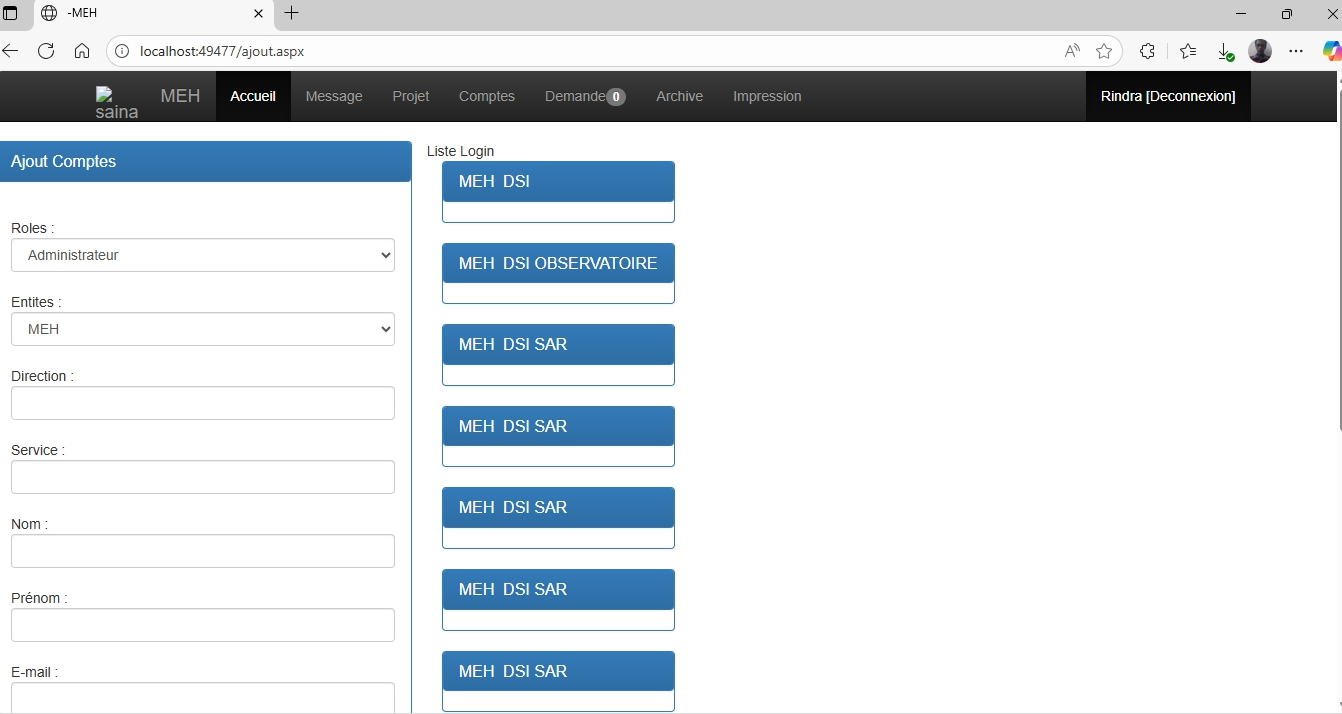 -MEH
localhost:49477/ajout.aspx
saina MEH Accueil Message Projet Comptes Demande 0 Archive Impression Rindra [Deconnexion]
Ajout Comptes
Roles :
Administrateur
Entites :
MEH
Direction :
Service :
Nom :
Prénom :
E-mail :
Liste Login
MEH DSI
MEH DSI OBSERVATOIRE
MEH DSI SAR
MEH DSI SAR
MEH DSI SAR
MEH DSI SAR
MEH DSI SAR